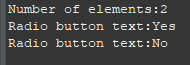 Number of elements:2
Radio button text:Yes
Radio button text:No